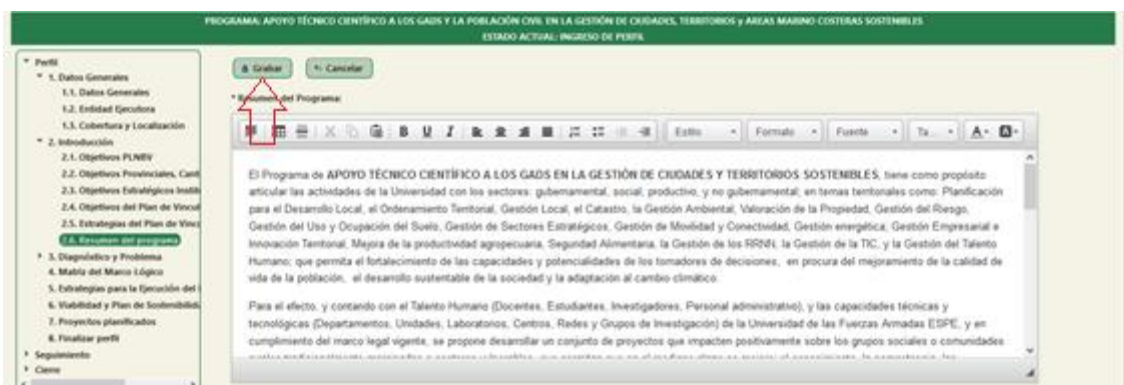 PROGRAMA: APOYO TÉCNICO CIENTÍFICO A LOS GADS Y LA POBLACIÓN CIVIL EN LA GESTIÓN DE CIUDADES, TERRITORIOS y AREAS MARINO COSTERAS SOSTENIBLES
ESTADO ACTUAL: INGRESO DE PERFIL
Perfil
1. Datos Generales
1.1. Datos Generales
1.2. Entidad Ejecutora
1.3. Cobertura y Localización
2. Introducción
2.1. Objetivos PLNBV
2.2. Objetivos Provinciales, Cant
2.3. Objetivos Estratégicos Instit
2.4. Objetivos del Plan de Vincul
2.5. Estrategias del Plan de Vinc
2.6. Resumen del programa
3. Diagnóstico y Problema
4. Matriz del Marco Lógico
5. Estrategias para la Ejecución del
6. Viabilidad y Plan de Sostenibilid
7. Proyectos planificados
8. Finalizar perfil
Seguimiento
Cierre
Grabar Cancelar
* Resumen del Programa:
B U I Estilo Formato Fuente Ta... A A
El Programa de APOYO TÉCNICO CIENTÍFICO A LOS GADS EN LA GESTIÓN DE CIUDADES Y TERRITORIOS SOSTENIBLES, tiene como propósito
articular las actividades de la Universidad con los sectores: gubernamental, social, productivo, y no gubernamental; en temas territoriales como: Planificación
para el Desarrollo Local, el Ordenamiento Territorial, Gestión Local, el Catastro, la Gestión Ambiental, Valoración de la Propiedad, Gestión del Riesgo,
Gestión del Uso y Ocupación del Suelo, Gestión de Sectores Estratégicos, Gestión de Movilidad y Conectividad, Gestión energética, Gestión Empresarial e
Innovación Territorial, Mejora de la productividad agropecuaria, Seguridad Alimentaria, la Gestión de los RRNN, la Gestión de la TIC, y la Gestión del Talento
Humano; que permita el fortalecimiento de las capacidades y potencialidades de los tomadores de decisiones, en procura del mejoramiento de la calidad de
vida de la población, el desarrollo sustentable de la sociedad y la adaptación al cambio climático.
Para el efecto, y contando con el Talento Humano (Docentes, Estudiantes, Investigadores, Personal administrativo), y las capacidades técnicas y
tecnológicas (Departamentos, Unidades, Laboratorios, Centros, Redes y Grupos de Investigación) de la Universidad de las Fuerzas Armadas ESPE, y en
cumplimiento del marco legal vigente, se propone desarrollar un conjunto de proyectos que impacten positivamente sobre los grupos sociales o comunidades